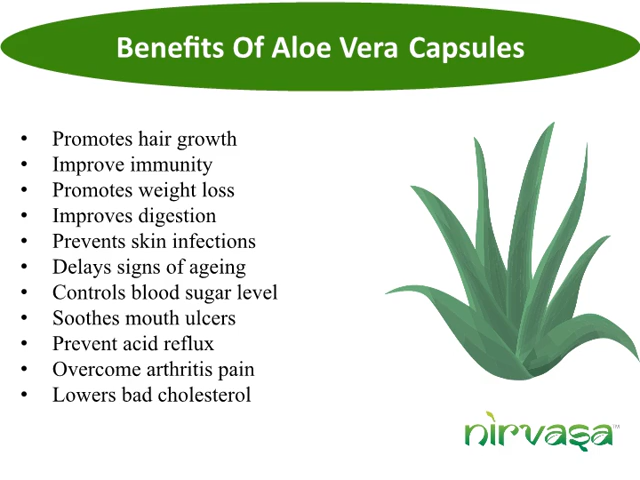 Benefits Of Aloe Vera Capsules
• Promotes hair growth
• Improve immunity
• Promotes weight loss
• Improves digestion
• Prevents skin infections
• Delays signs of ageing
• Controls blood sugar level
• Soothes mouth ulcers
• Prevent acid reflux
• Overcome arthritis pain
• Lowers bad cholesterol
nirvasa™